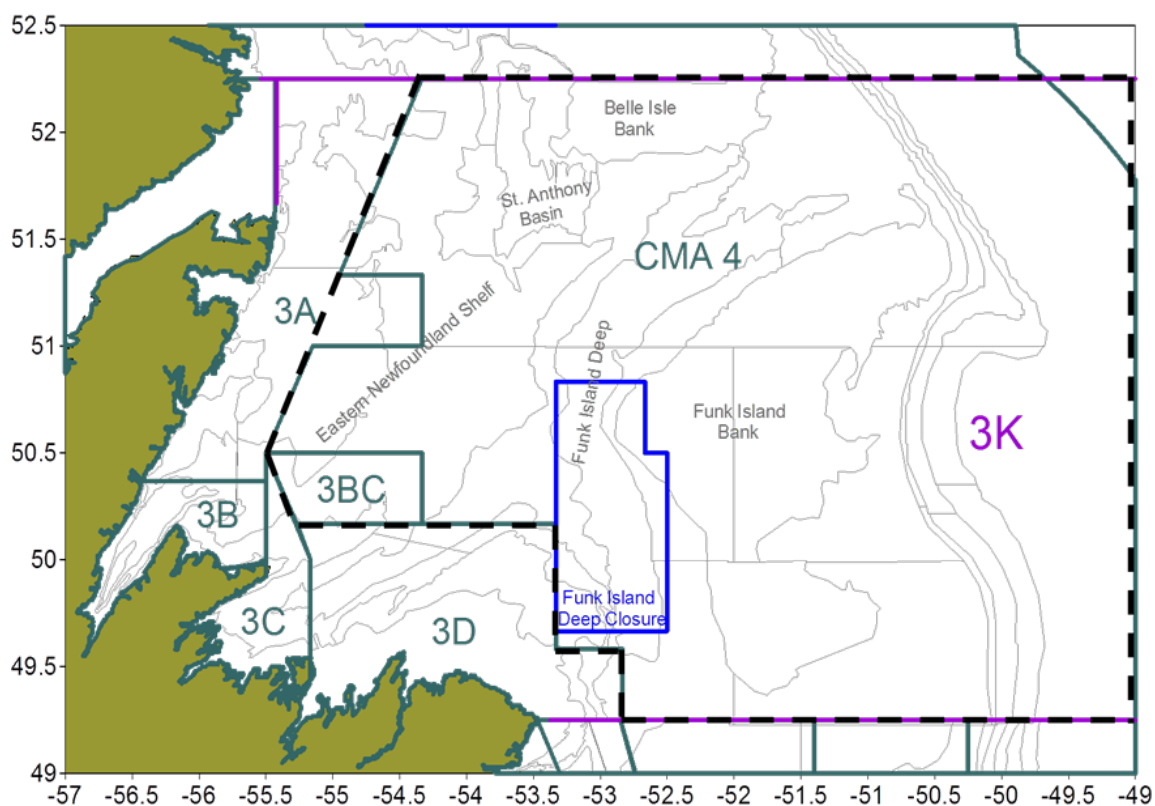 52.5
Belle Isle
Bank
52
St. Anthony
Basin
51.5
CMA 4
3A
Eastern Newfoundland Shelf
51
Funk Island Deep
Funk Island
Bank
3K
50.5
3BC
3B
50
Funk Island
Deep Closure
3C
3D
49.5
49
-57 -56.5 -56 -55.5 -55 -54.5 -54 -53.5 -53 -52.5 -52 -51.5 -51 -50.5 -50 -49.5 -49